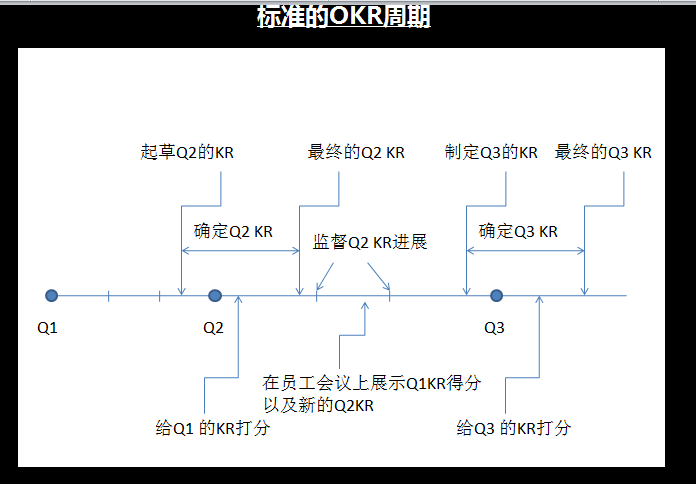 标准的OKR周期
起草Q2的KR
最终的Q2 KR
制定Q3的KR
最终的Q3 KR
确定Q2 KR
监督Q2 KR进展
确定Q3 KR
Q1
Q2
Q3
在员工会议上展示Q1KR得分
以及新的Q2KR
给Q1 的KR打分
给Q3 的KR打分